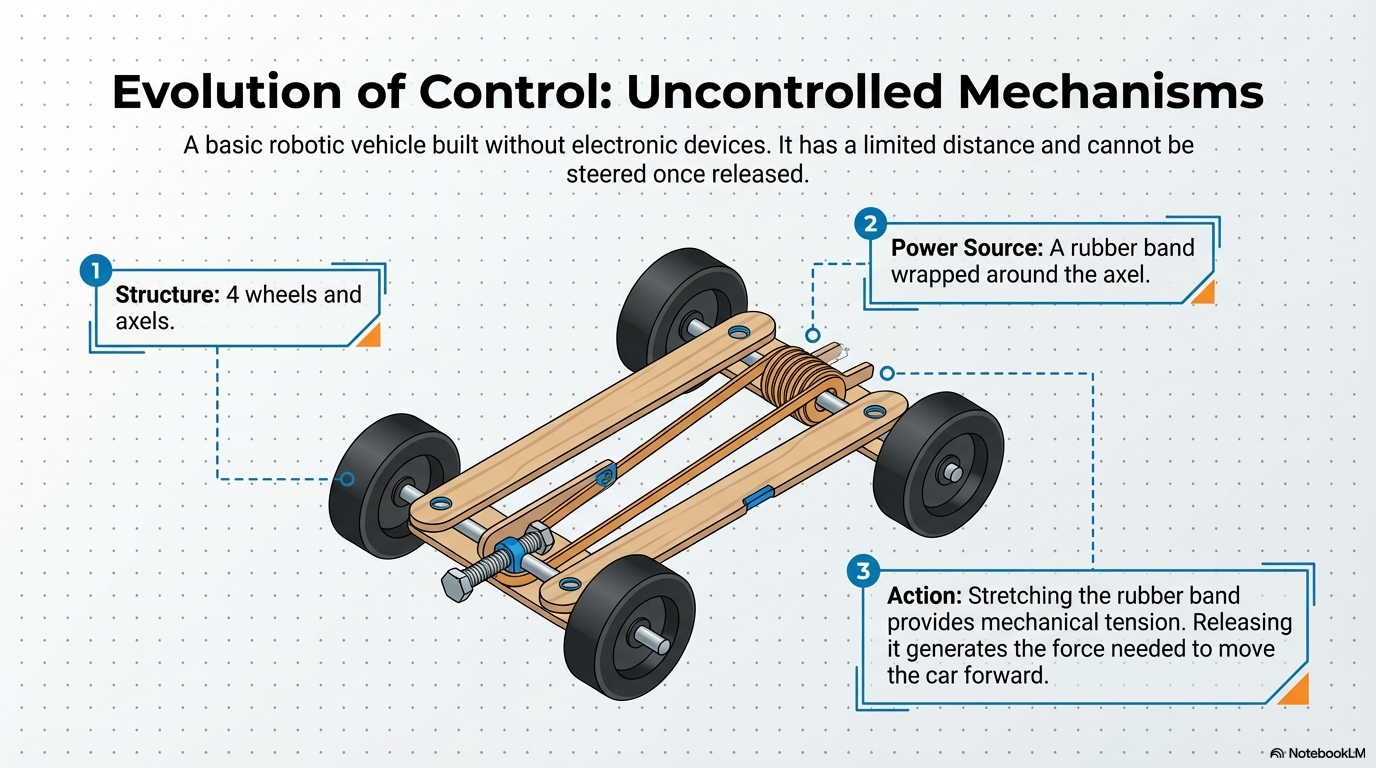 Evolution of Control: Uncontrolled Mechanisms
A basic robotic vehicle built without electronic devices. It has a limited distance and cannot be
steered once released.
1
Structure: 4 wheels and
axels.
2
Power Source: A rubber band
wrapped around the axel.
3
Action: Stretching the rubber band
provides mechanical tension. Releasing
it generates the force needed to move
the car forward.
NotebookLM